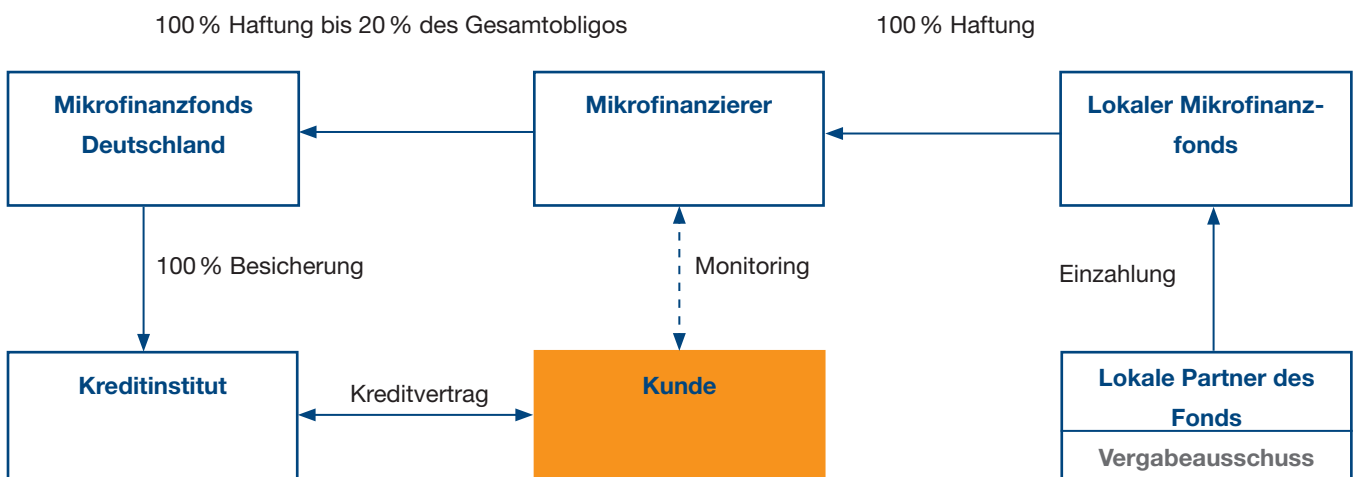 100 % Haftung bis 20 % des Gesamtobligos
100 % Haftung
Mikrofinanzfonds
Deutschland
Mikrofinanzierer
Lokaler Mikrofinanz-
fonds
100 % Besicherung
Monitoring
Einzahlung
Kreditinstitut
Kreditvertrag
Kunde
Lokale Partner des
Fonds
Vergabeausschuss